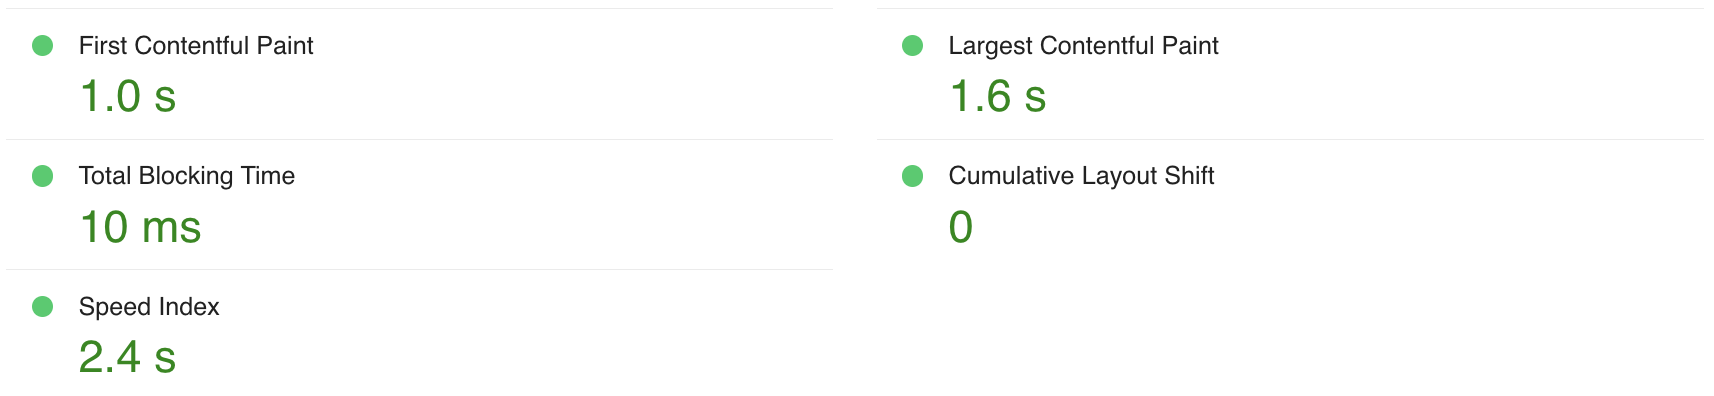 First Contentful Paint
1.0 s
Largest Contentful Paint
1.6 s
Total Blocking Time
10 ms
Cumulative Layout Shift
0
Speed Index
2.4 s